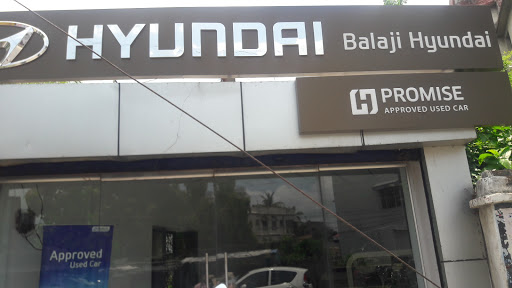 HYUNDAI Balaji Hyundai
PROMISE
APPROVED USED CAR
Approved
Used Car